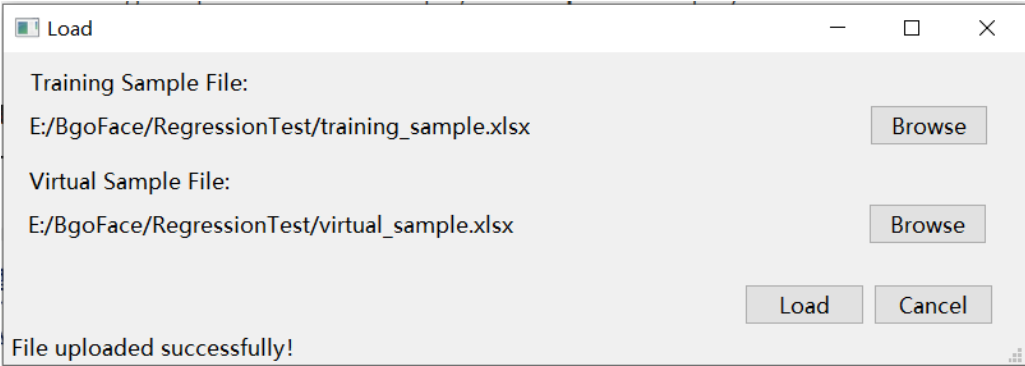 Load
Training Sample File:
E:/BgoFace/RegressionTest/training_sample.xlsx
Browse
Virtual Sample File:
E:/BgoFace/RegressionTest/virtual_sample.xlsx
Browse
Load Cancel
File uploaded successfully!